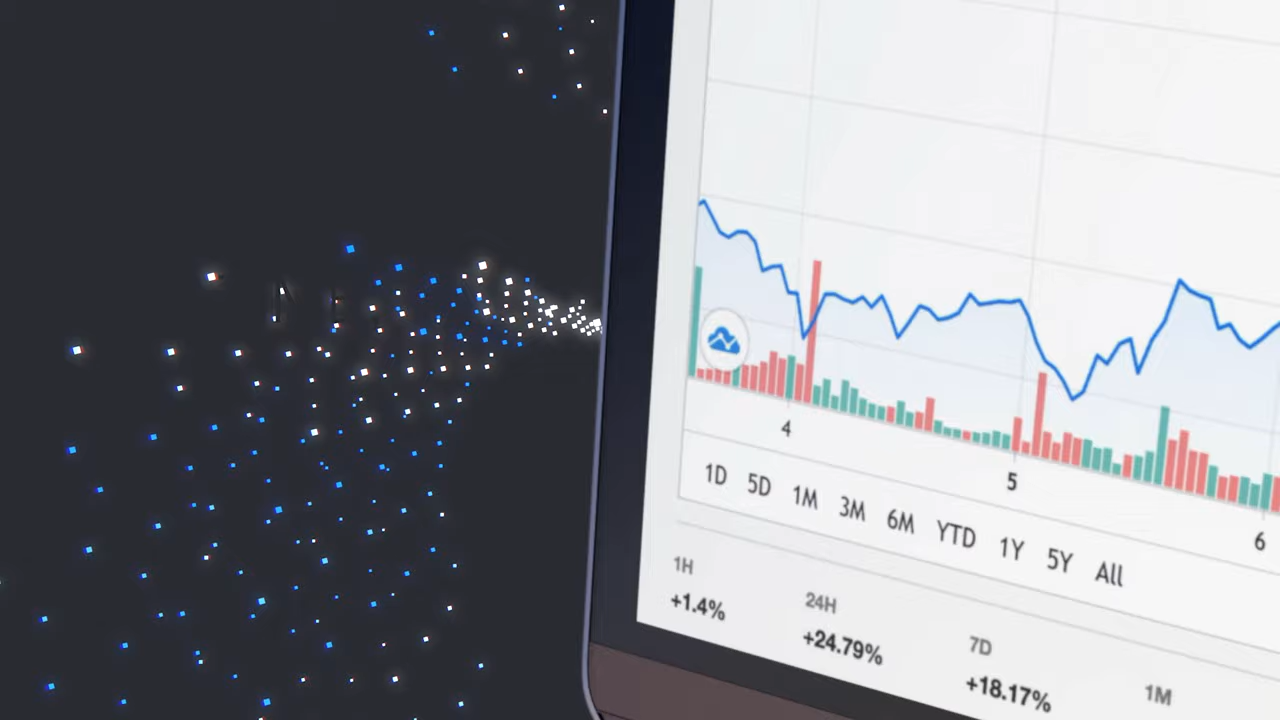 4
5
6
1D 5D 1M 3M 6M YTD 1Y 5Y All
1H
24H
7D
1M
+1.4%
+24.79%
+18.17%